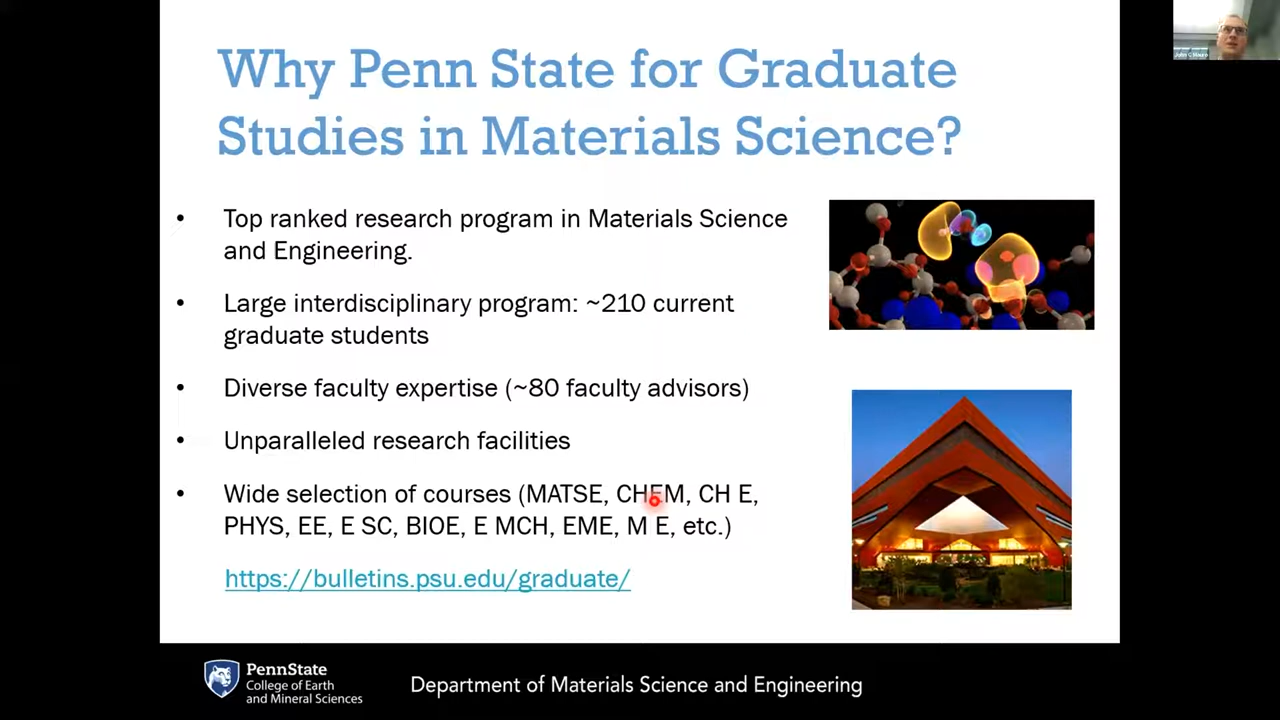 Why Penn State for Graduate
Studies in Materials Science?
• Top ranked research program in Materials Science
and Engineering.
• Large interdisciplinary program: ~210 current
graduate students
• Diverse faculty expertise (~80 faculty advisors)
• Unparalleled research facilities
• Wide selection of courses (MATSE, CHEM, CH E,
PHYS, EE, E SC, BIOE, E MCH, EME, M E, etc.)
https://bulletins.psu.edu/graduate/
PennState
College of Earth
and Mineral Sciences
Department of Materials Science and Engineering
John C Mauro